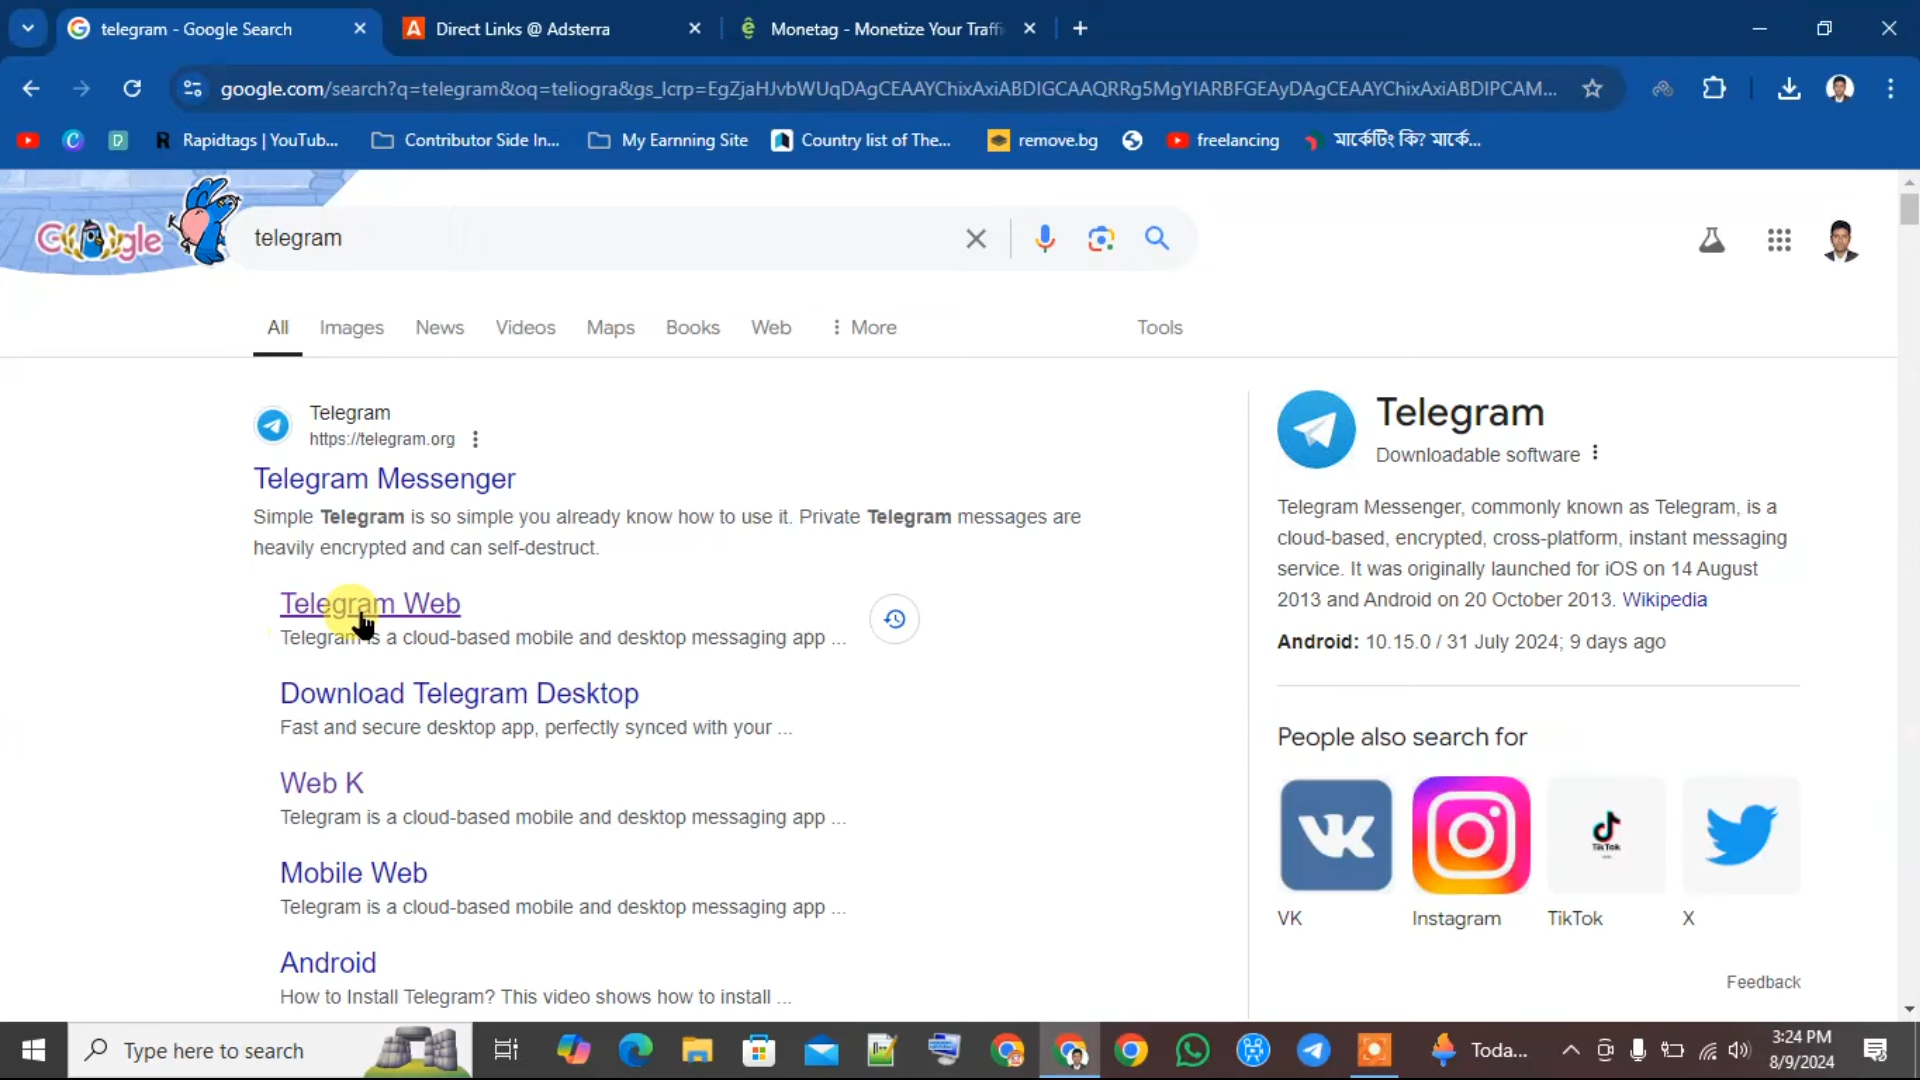 telegram - Google Search
Direct Links @ Adsterra
Monetag - Monetize Your Traffi
google.com/search?q=telegram&oq=teliogra&gs_lcrp=EgZjaHJvbWUqDAgCEAAYChixAxiABDIGCAAQRRg5MgYIARBFGEAyDAgCEAAYChixAxiABDIPCAM...
Rapidtags | YouTub...
Contributor Side In...
My Earnning Site
Country list of The...
remove.bg
freelancing
মার্কেটিং কি? মার্কে...
Google
telegram
All
Images
News
Videos
Maps
Books
Web
More
Tools
Telegram
https://telegram.org
Telegram Messenger
Simple Telegram is so simple you already know how to use it. Private Telegram messages are
heavily encrypted and can self-destruct.
Telegram Web
Telegram is a cloud-based mobile and desktop messaging app ...
Download Telegram Desktop
Fast and secure desktop app, perfectly synced with your ...
Web K
Telegram is a cloud-based mobile and desktop messaging app ...
Mobile Web
Telegram is a cloud-based mobile and desktop messaging app ...
Android
How to Install Telegram? This video shows how to install ...
Telegram
Downloadable software
Telegram Messenger, commonly known as Telegram, is a
cloud-based, encrypted, cross-platform, instant messaging
service. It was originally launched for iOS on 14 August
2013 and Android on 20 October 2013. Wikipedia
Android: 10.15.0 / 31 July 2024; 9 days ago
People also search for
VK
Instagram
TikTok
X
Feedback
Type here to search
Toda...
3:24 PM
8/9/2024